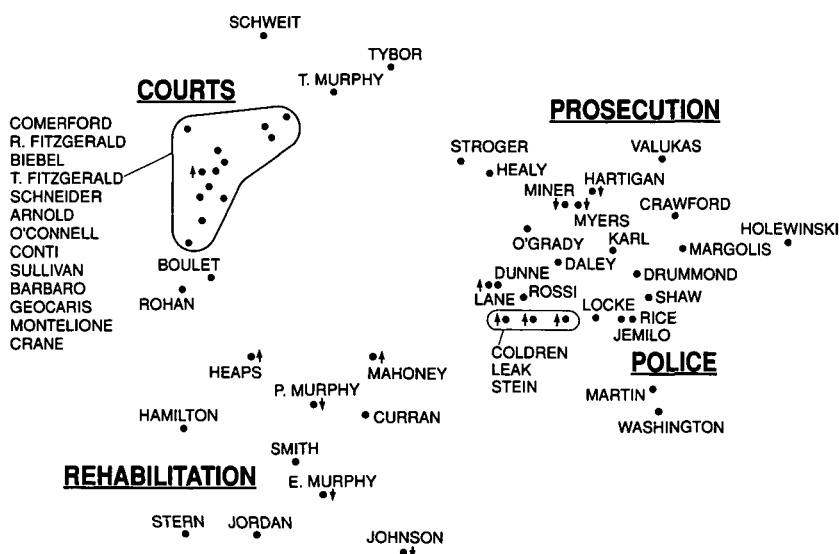 SCHWEIT
TYBOR
T. MURPHY
COURTS
COMERFORD
R. FITZGERALD
BIEBEL
T. FITZGERALD
SCHNEIDER
ARNOLD
O'CONNELL
CONTI
SULLIVAN
BARBARO
GEOCARIS
MONTELIONE
CRANE
BOULET
ROHAN
PROSECUTION
STROGER
VALUKAS
HEALY
HARTIGAN
MINER
MYERS
CRAWFORD
HOLEWINSKI
O'GRADY
KARL
MARGOLIS
DALEY
DUNNE
DRUMMOND
LANE
ROSSI
LOCKE
SHAW
RICE
JEMILO
COLDREN
LEAK
STEIN
POLICE
MARTIN
WASHINGTON
HEAPS
MAHONEY
P. MURPHY
CURRAN
HAMILTON
SMITH
REHABILITATION
E. MURPHY
STERN
JORDAN
JOHNSON